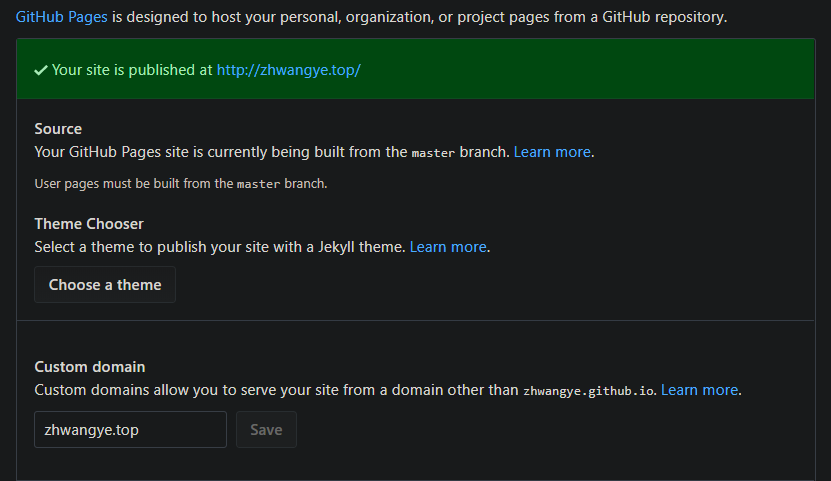 GitHub Pages is designed to host your personal, organization, or project pages from a GitHub repository.
Your site is published at http://zhwangye.top/
Source
Your GitHub Pages site is currently being built from the master branch. Learn more.
User pages must be built from the master branch.
Theme Chooser
Select a theme to publish your site with a Jekyll theme. Learn more.
Choose a theme
Custom domain
Custom domains allow you to serve your site from a domain other than zhwangye.github.io. Learn more.
zhwangye.top Save